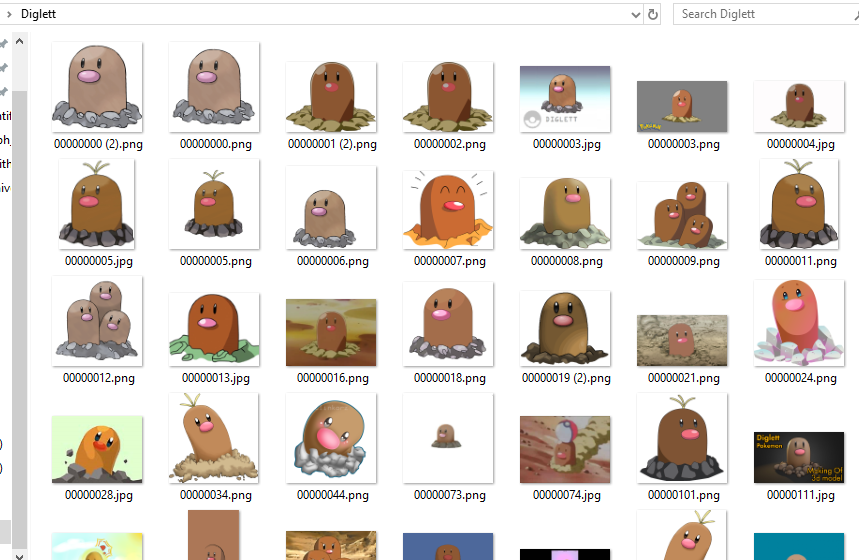 Diglett
Search Diglett
00000000 (2).png
00000000.png
00000001 (2).png
00000002.png
00000003.jpg
00000003.png
00000004.jpg
DIGLETT
00000005.jpg
00000005.png
00000006.png
00000007.png
00000008.png
00000009.png
00000011.png
00000012.png
00000013.jpg
00000016.png
00000018.png
00000019 (2).png
00000021.png
00000024.png
Diglett
Pokemon
Making Of
3d model
00000028.jpg
00000034.png
00000044.png
00000073.png
00000074.jpg
00000101.png
00000111.jpg